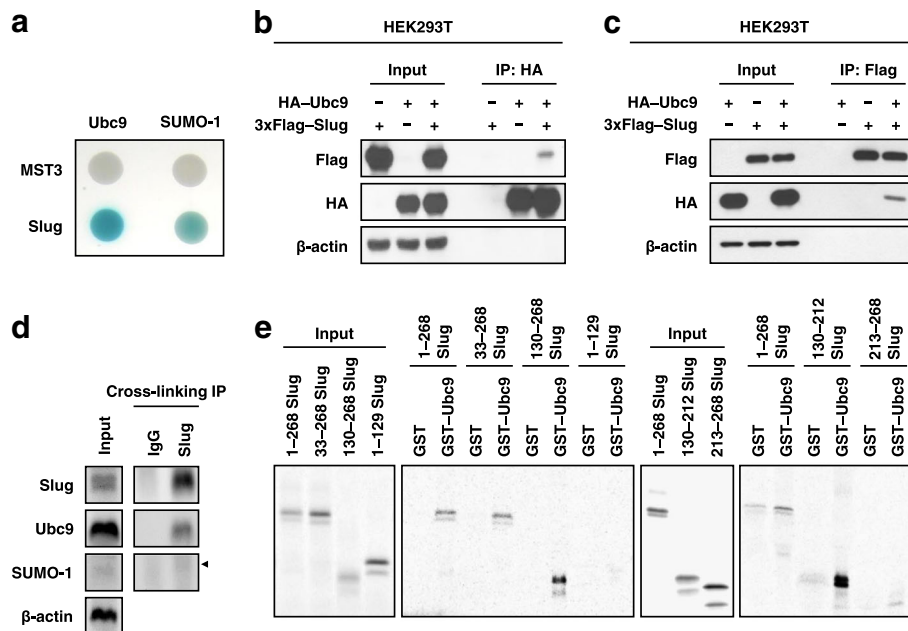 a
Ubc9 SUMO-1
MST3
Slug
b
HEK293T
Input IP: HA
HA–Ubc9 – + + – + +
3xFlag–Slug + – + + – +
Flag
HA
β-actin
c
HEK293T
Input IP: Flag
HA–Ubc9 + – + + – +
3xFlag–Slug – + + – + +
Flag
HA
β-actin
d
Cross-linking IP
Input IgG Slug
Slug
Ubc9
SUMO-1
β-actin
e
Input
1–268 Slug
33–268 Slug
130–268 Slug
1–129 Slug
1–268
Slug
33–268
Slug
130–268
Slug
1–129
Slug
GST
GST–Ubc9
GST
GST–Ubc9
GST
GST–Ubc9
GST
GST–Ubc9
Input
1–268 Slug
130–212 Slug
213–268 Slug
1–268
Slug
130–212
Slug
213–268
Slug
GST
GST–Ubc9
GST
GST–Ubc9
GST
GST–Ubc9